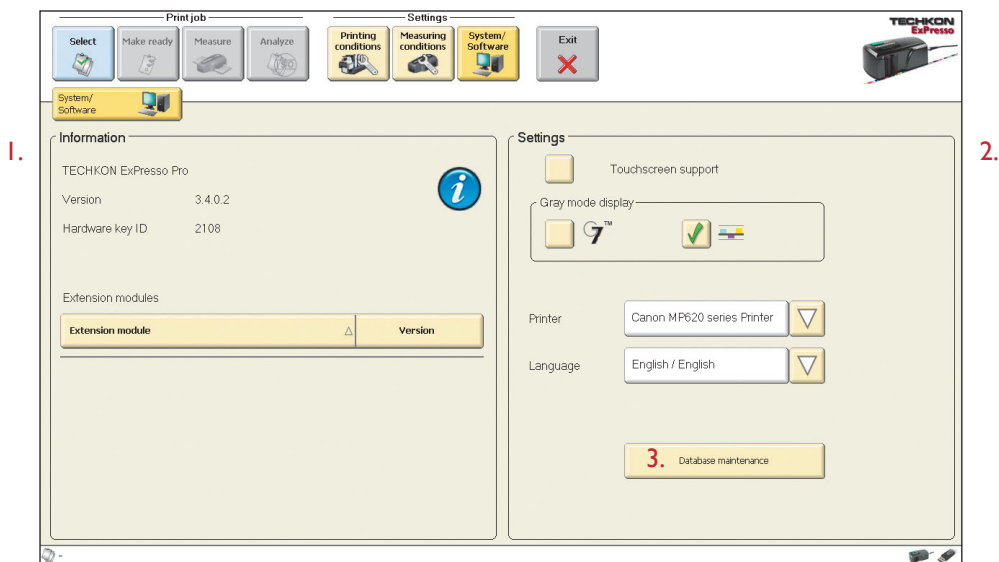 Print job
Settings
TECHKON
ExPresso
Select
Make ready
Measure
Analyze
Printing
conditions
Measuring
conditions
System/
Software
Exit
System/
Software
1.
Information
TECHKON ExPresso Pro
Version 3.4.0.2
Hardware key ID 2108
Extension modules
Extension module Version
2.
Settings
Touchscreen support
Gray mode display
G7™
Printer Canon MP620 series Printer
Language English / English
3. Database maintenance
-